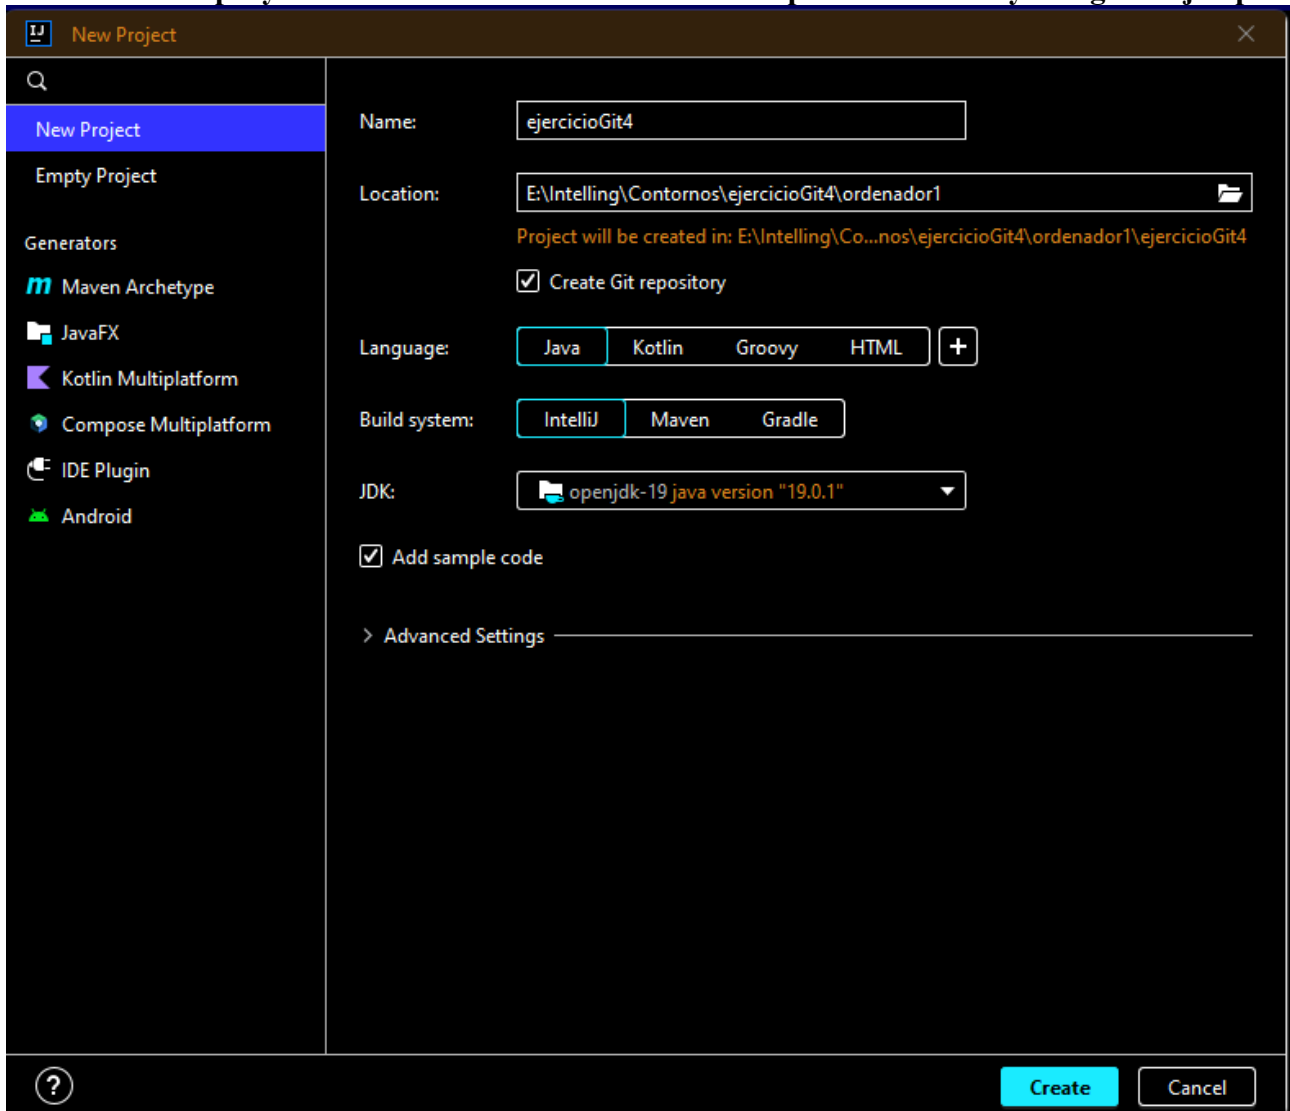 New Project
New Project
Empty Project
Generators
Maven Archetype
JavaFX
Kotlin Multiplatform
Compose Multiplatform
IDE Plugin
Android
Name: ejercicioGit4
Location: E:\Intelling\Contornos\ejercicioGit4\ordenador1
Project will be created in: E:\Intelling\Co...nos\ejercicioGit4\ordenador1\ejercicioGit4
Create Git repository
Language: Java Kotlin Groovy HTML +
Build system: IntelliJ Maven Gradle
JDK: openjdk-19 java version "19.0.1"
Add sample code
Advanced Settings
? Create Cancel